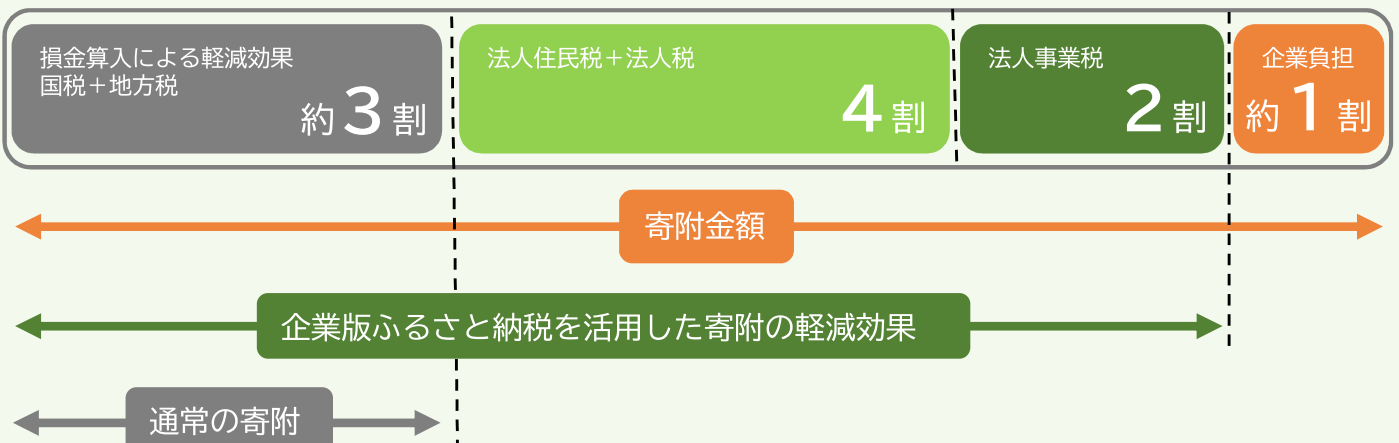 損金算入による軽減効果
国税＋地方税
約3割
法人住民税＋法人税
4割
法人事業税
2割
企業負担
約1割
寄附金額
企業版ふるさと納税を活用した寄附の軽減効果
通常の寄附